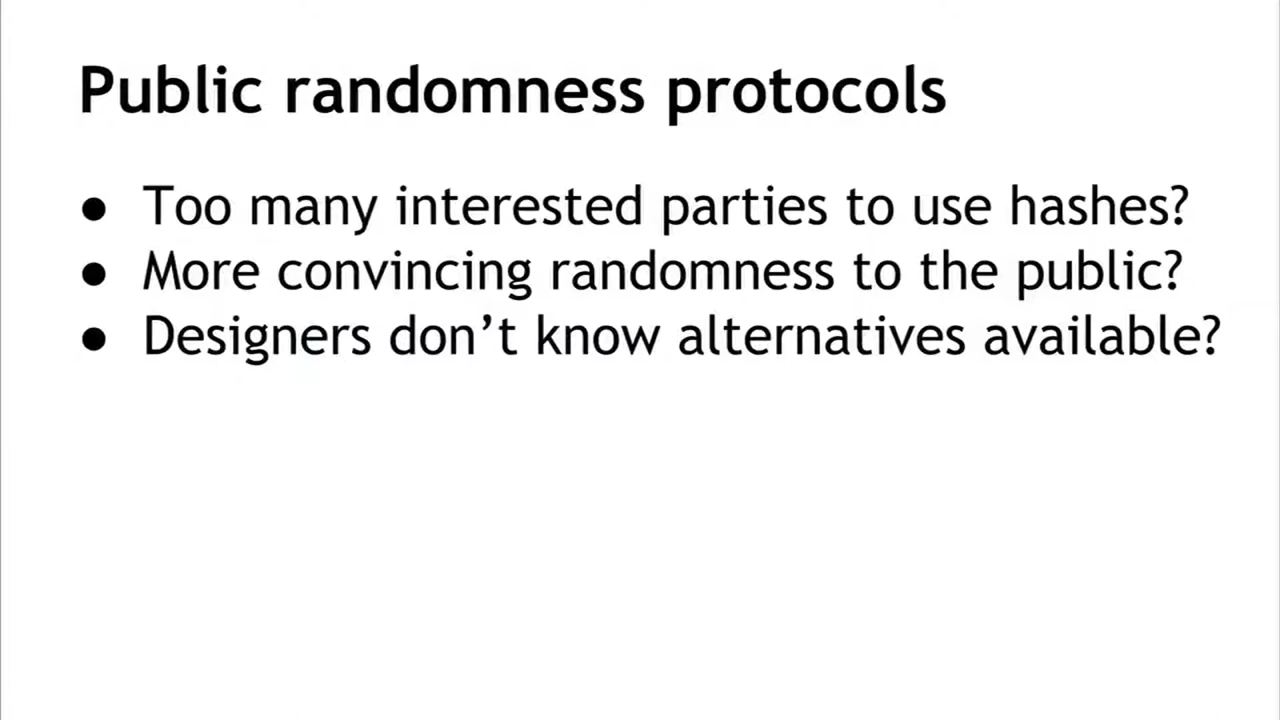 Public randomness protocols
● Too many interested parties to use hashes?
● More convincing randomness to the public?
● Designers don’t know alternatives available?